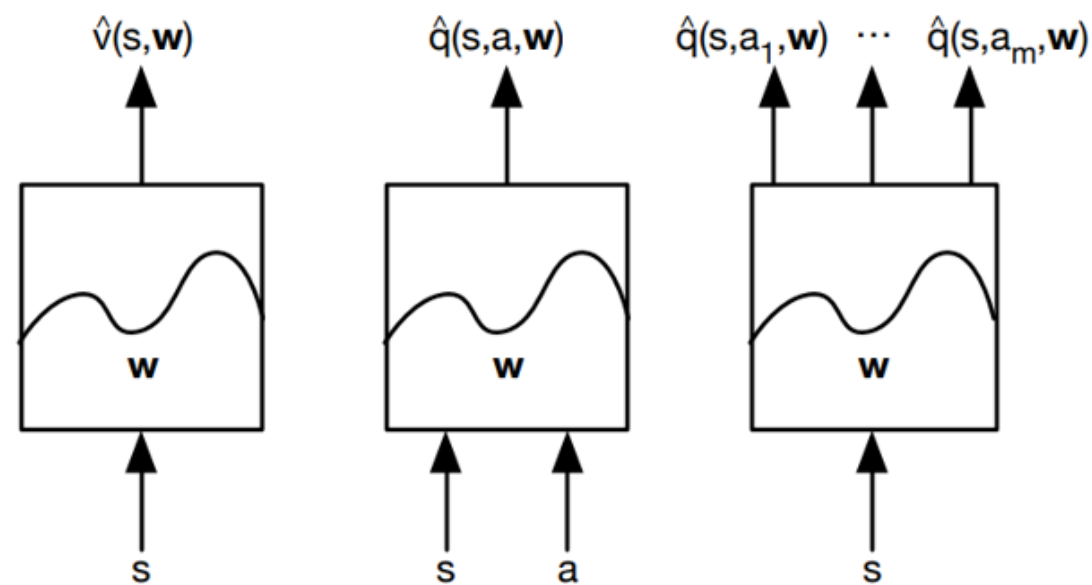 v̂(s,w) q̂(s,a,w) q̂(s,a₁,w) ⋯ q̂(s,aₘ,w)
w w w
s s a s